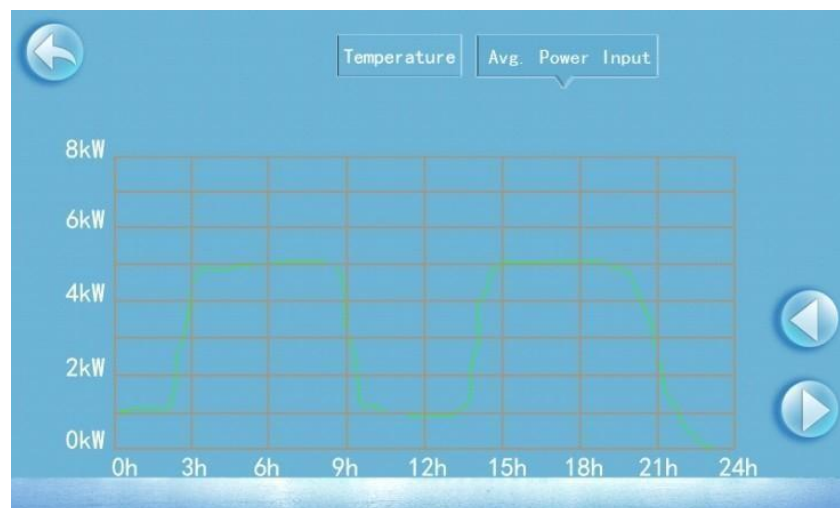 Temperature
Avg. Power Input
8kW
6kW
4kW
2kW
0kW
0h 3h 6h 9h 12h 15h 18h 21h 24h